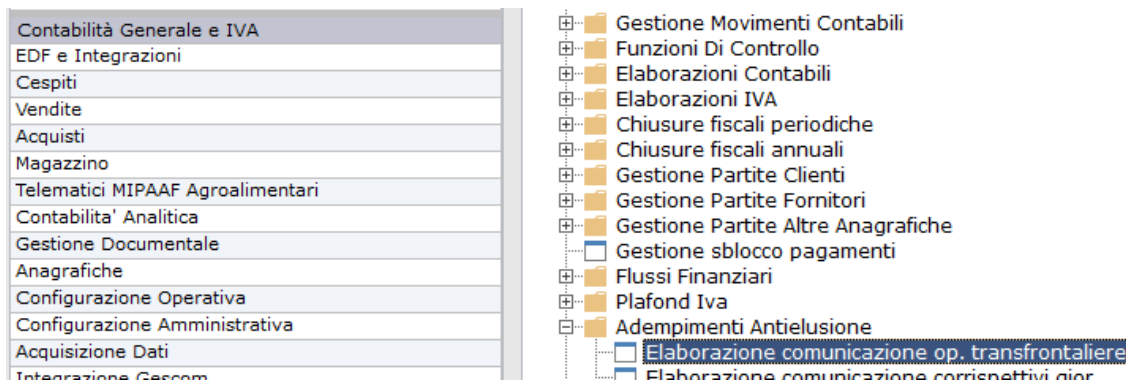 Contabilità Generale e IVA
EDF e Integrazioni
Cespiti
Vendite
Acquisti
Magazzino
Telematici MIPAAF Agroalimentari
Contabilita' Analitica
Gestione Documentale
Anagrafiche
Configurazione Operativa
Configurazione Amministrativa
Acquisizione Dati
Integrazione Gescom
Gestione Movimenti Contabili
Funzioni Di Controllo
Elaborazioni Contabili
Elaborazioni IVA
Chiusure fiscali periodiche
Chiusure fiscali annuali
Gestione Partite Clienti
Gestione Partite Fornitori
Gestione Partite Altre Anagrafiche
Gestione sblocco pagamenti
Flussi Finanziari
Plafond Iva
Adempimenti Antielusione
Elaborazione comunicazione op. transfrontaliere
Elaborazione comunicazione corrispettivi gior